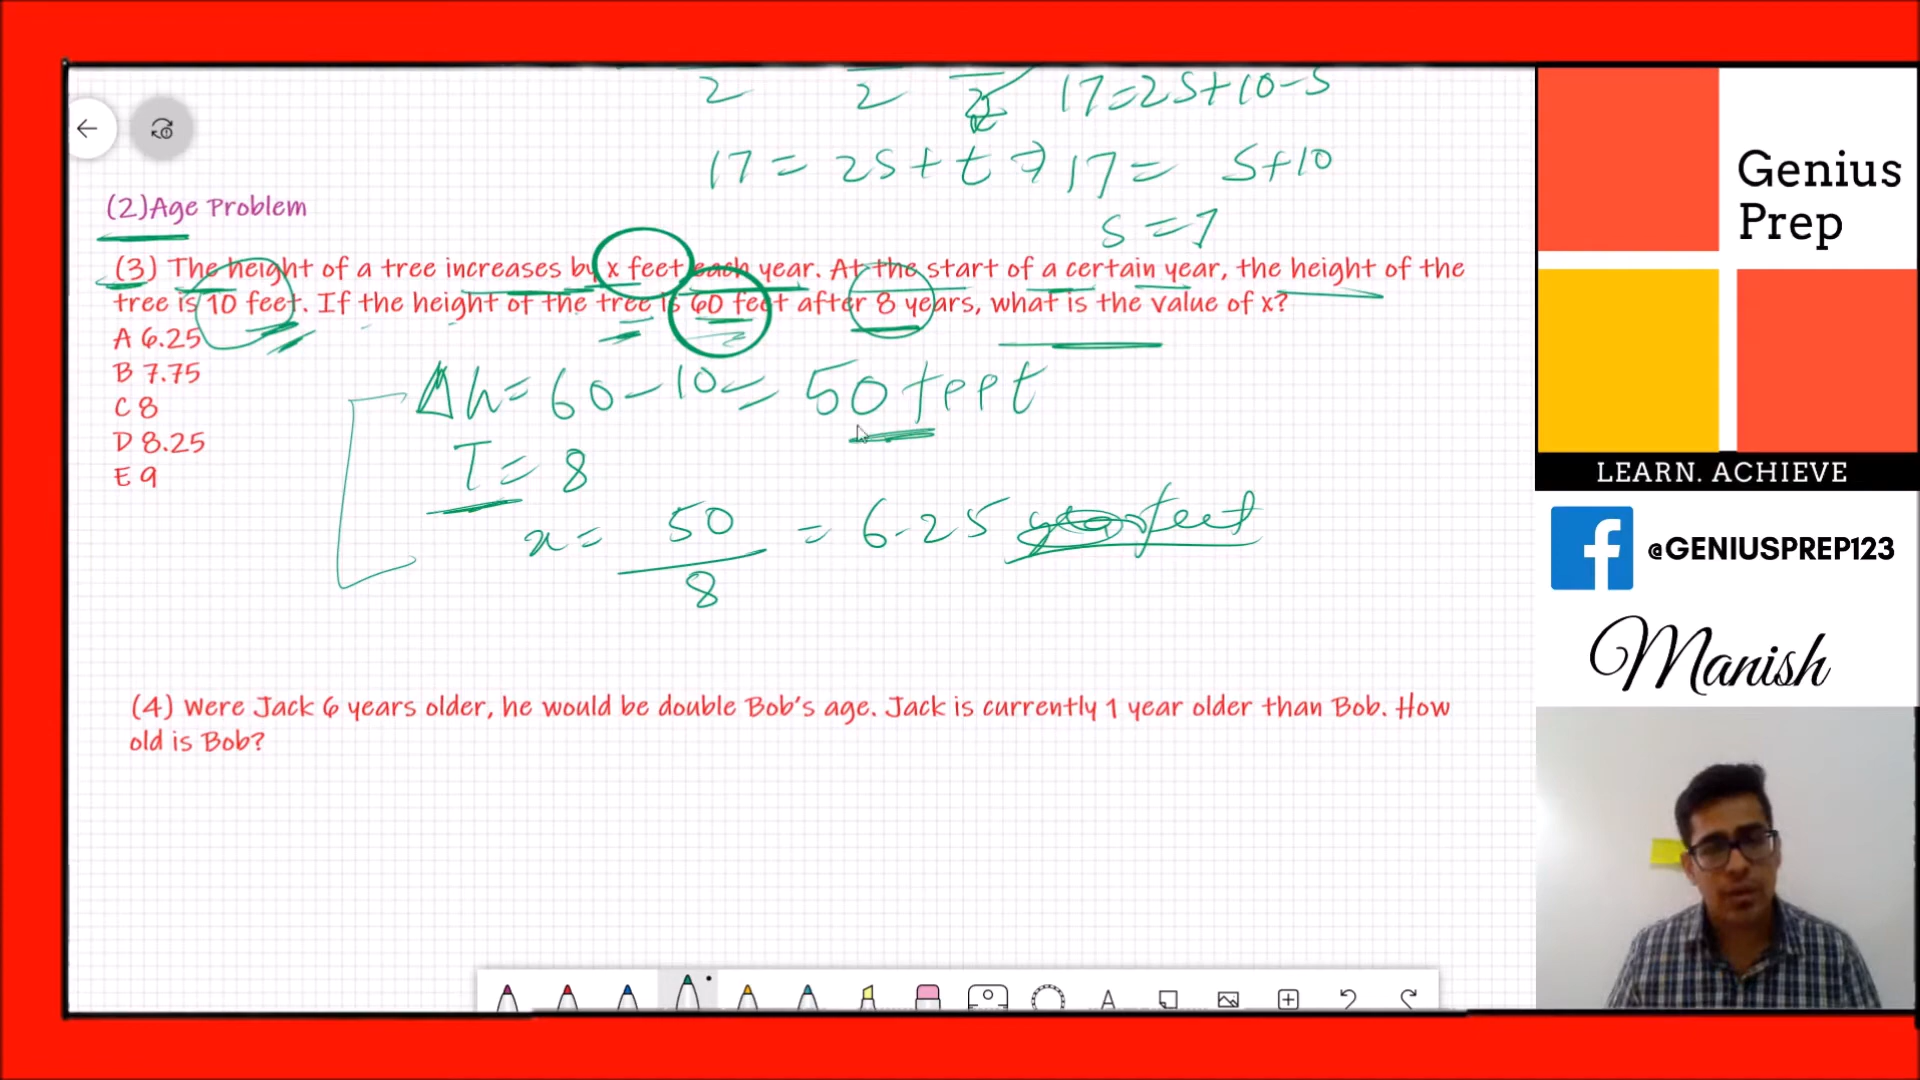 2 2 2t 17=2S+10-S
17 = 2S + t ⇒ 17 = S+10
S = 7
(2)Age Problem
(3) The height of a tree increases by x feet each year. At the start of a certain year, the height of the
tree is 10 feet. If the height of the tree is 60 feet after 8 years, what is the value of x?
A 6.25
B 7.75
C 8
D 8.25
E 9
Δh = 60 - 10 = 50 feet
T = 8
x = 50 = 6.25 feet
8
(4) Were Jack 6 years older, he would be double Bob's age. Jack is currently 1 year older than Bob. How
old is Bob?
Genius
Prep
LEARN. ACHIEVE
@GENIUSPREP123
Manish